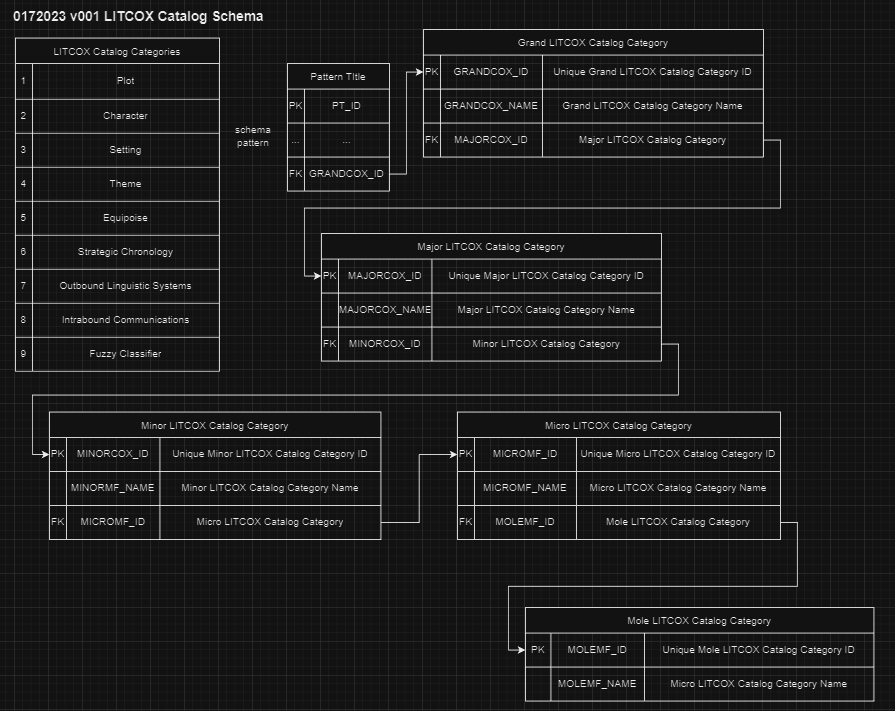 0172023 v001 LITCOX Catalog Schema
LITCOX Catalog Categories
1 Plot
2 Character
3 Setting
4 Theme
5 Equipoise
6 Strategic Chronology
7 Outbound Linguistic Systems
8 Intrabound Communications
9 Fuzzy Classifier
schema
pattern
Pattern TItle
PK PT_ID
... ...
FK GRANDCOX_ID
Grand LITCOX Catalog Category
PK GRANDCOX_ID Unique Grand LITCOX Catalog Category ID
GRANDCOX_NAME Grand LITCOX Catalog Category Name
FK MAJORCOX_ID Major LITCOX Catalog Category
Major LITCOX Catalog Category
PK MAJORCOX_ID Unique Major LITCOX Catalog Category ID
MAJORCOX_NAME Major LITCOX Catalog Category Name
FK MINORCOX_ID Minor LITCOX Catalog Category
Minor LITCOX Catalog Category
PK MINORCOX_ID Unique Minor LITCOX Catalog Category ID
MINORMF_NAME Minor LITCOX Catalog Category Name
FK MICROMF_ID Micro LITCOX Catalog Category
Micro LITCOX Catalog Category
PK MICROMF_ID Unique Micro LITCOX Catalog Category ID
MICROMF_NAME Micro LITCOX Catalog Category Name
FK MOLEMF_ID Mole LITCOX Catalog Category
Mole LITCOX Catalog Category
PK MOLEMF_ID Unique Mole LITCOX Catalog Category ID
MOLEMF_NAME Micro LITCOX Catalog Category Name